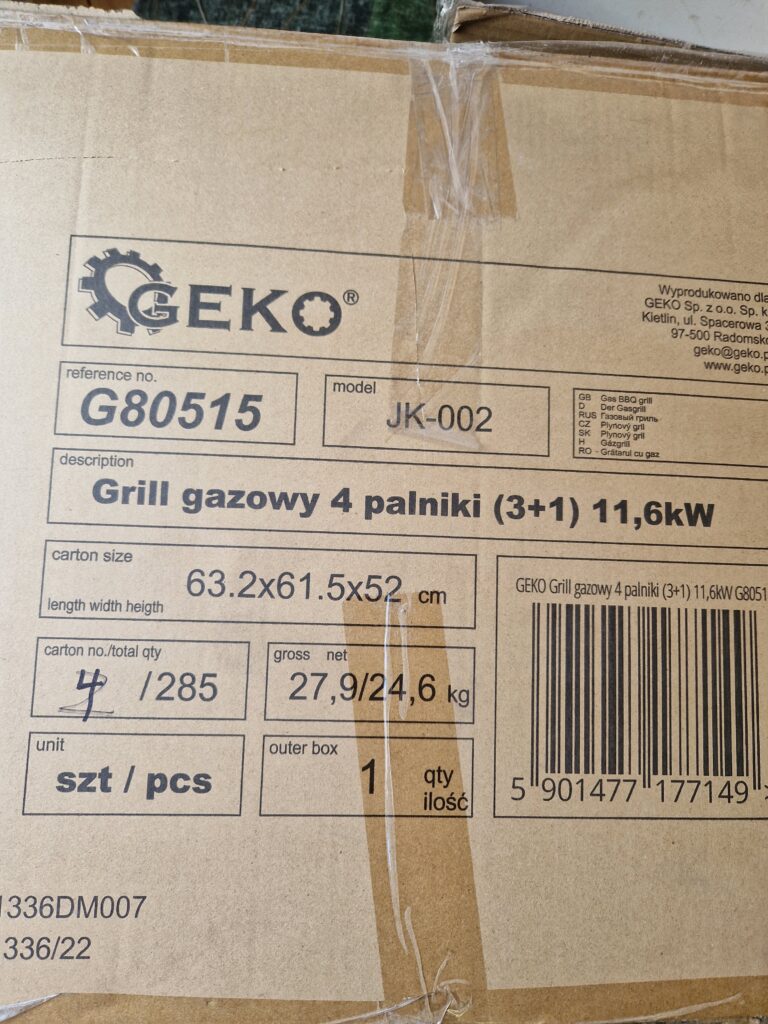 GEKO®
Wyprodukowano dla
GEKO Sp. z o.o. Sp. k
Kietlin, ul. Spacerowa 3
97-500 Radomsko
geko@geko.p
www.geko.p
reference no.
G80515
model
JK-002
GB Gas BBQ grill
D Der Gasgrill
RUS Газовый гриль
CZ Plynový gril
SK Plynový gril
H Gázgrill
RO - Grătarul cu gaz
description
Grill gazowy 4 palniki (3+1) 11,6kW
carton size
63.2x61.5x52 cm
length width heigth
GEKO Grill gazowy 4 palniki (3+1) 11,6kW G8051
5 901477 177149 >
carton no./total qty
4 /285
gross net
27,9/24,6 kg
unit
szt / pcs
outer box
1 qty
ilość
1336DM007
336/22